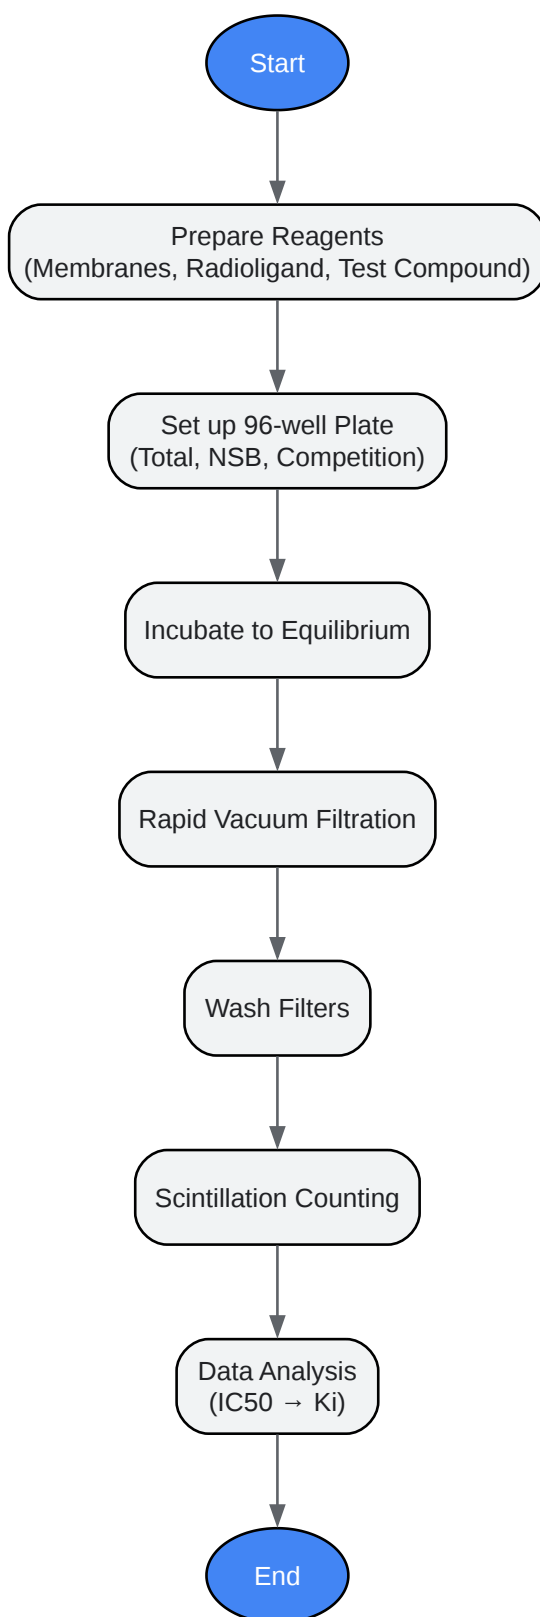 Start
Prepare Reagents
(Membranes, Radioligand, Test Compound)
Set up 96-well Plate
(Total, NSB, Competition)
Incubate to Equilibrium
Rapid Vacuum Filtration
Wash Filters
Scintillation Counting
Data Analysis
(IC50 → Ki)
End